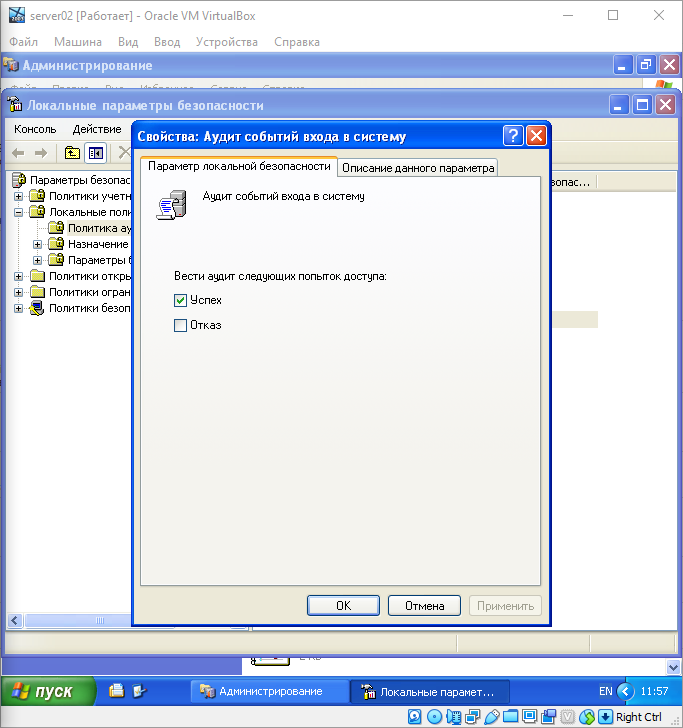 server02 [Работает] - Oracle VM VirtualBox
Файл Машина Вид Ввод Устройства Справка
Администрирование
Локальные параметры безопасности
Консоль Действие
Свойства: Аудит событий входа в систему
Параметр локальной безопасности Описание данного параметра
Параметры безопас
Политики учетн
Локальные поли
Политика ау
Назначение
Параметры б
Политики откры
Политики огран
Политики безоп
опас...
Аудит событий входа в систему
Вести аудит следующих попыток доступа:
Успех
Отказ
OK Отмена Применить
пуск Администрирование Локальные парамет... EN 11:57
Right Ctrl